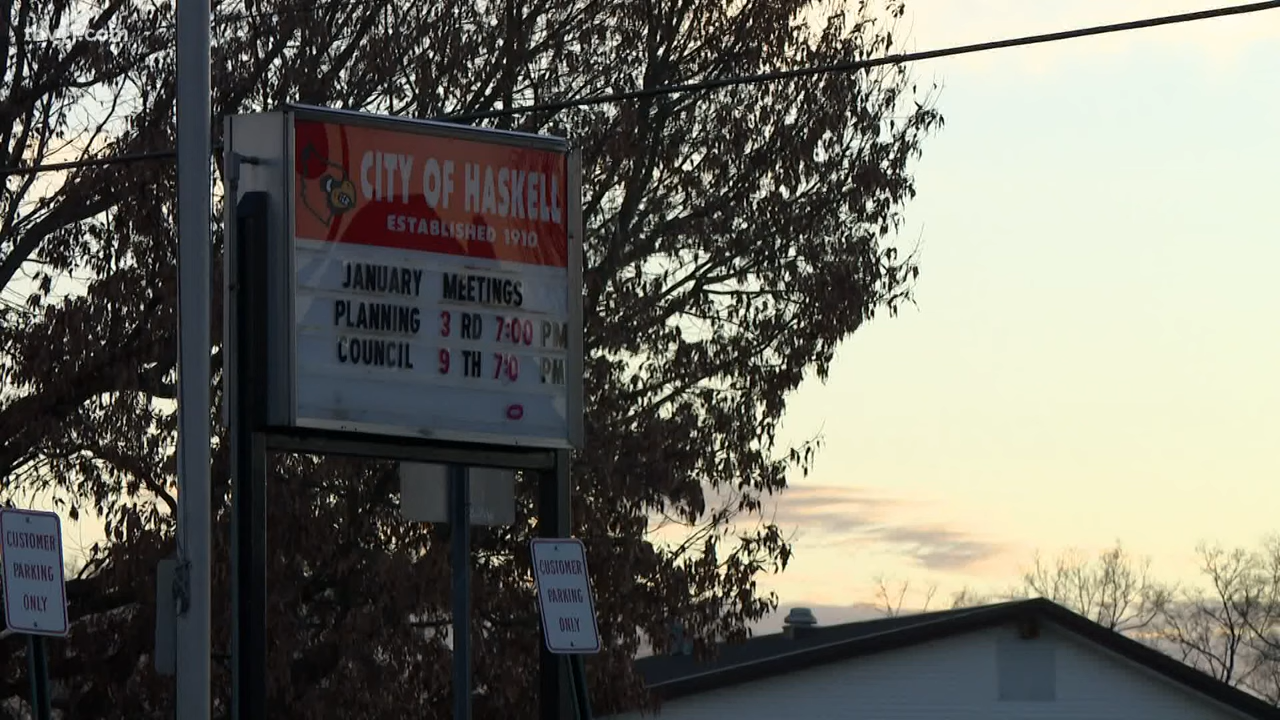 CITY OF HASKELL
ESTABLISHED 1910
JANUARY MEETINGS
PLANNING 3 RD 7:00 PM
COUNCIL 9 TH 7:0 PM
CUSTOMER
PARKING
ONLY
CUSTOMER
PARKING
ONLY